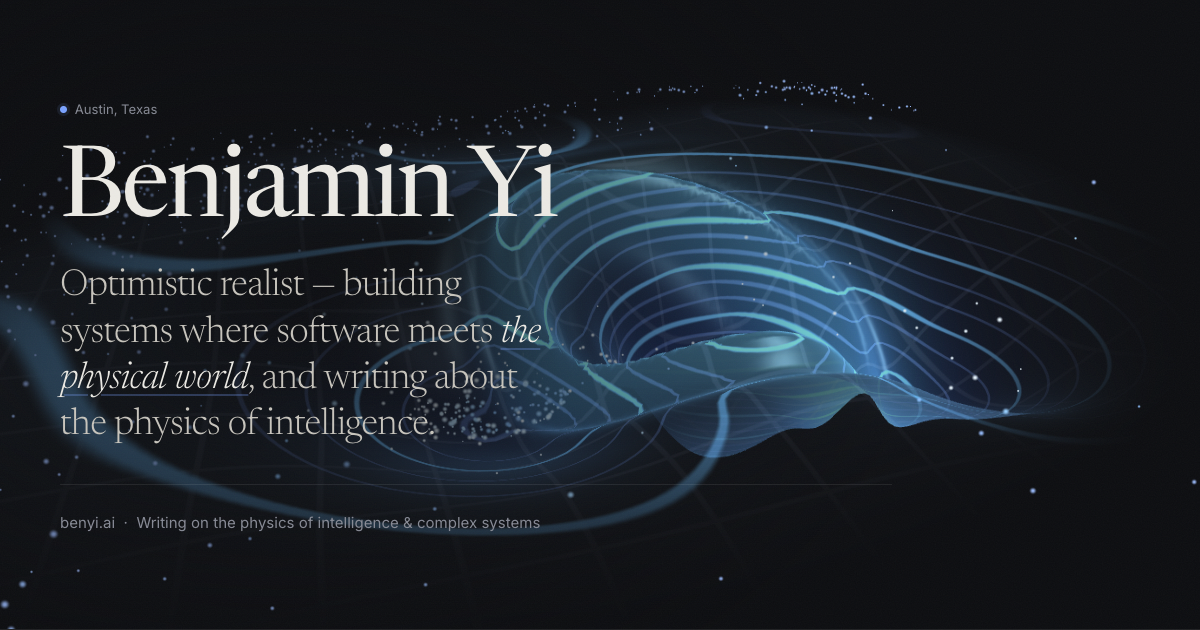 Austin, Texas
Benjamin Yi
Optimistic realist — building
systems where software meets the
physical world, and writing about
the physics of intelligence.
benyi.ai · Writing on the physics of intelligence & complex systems